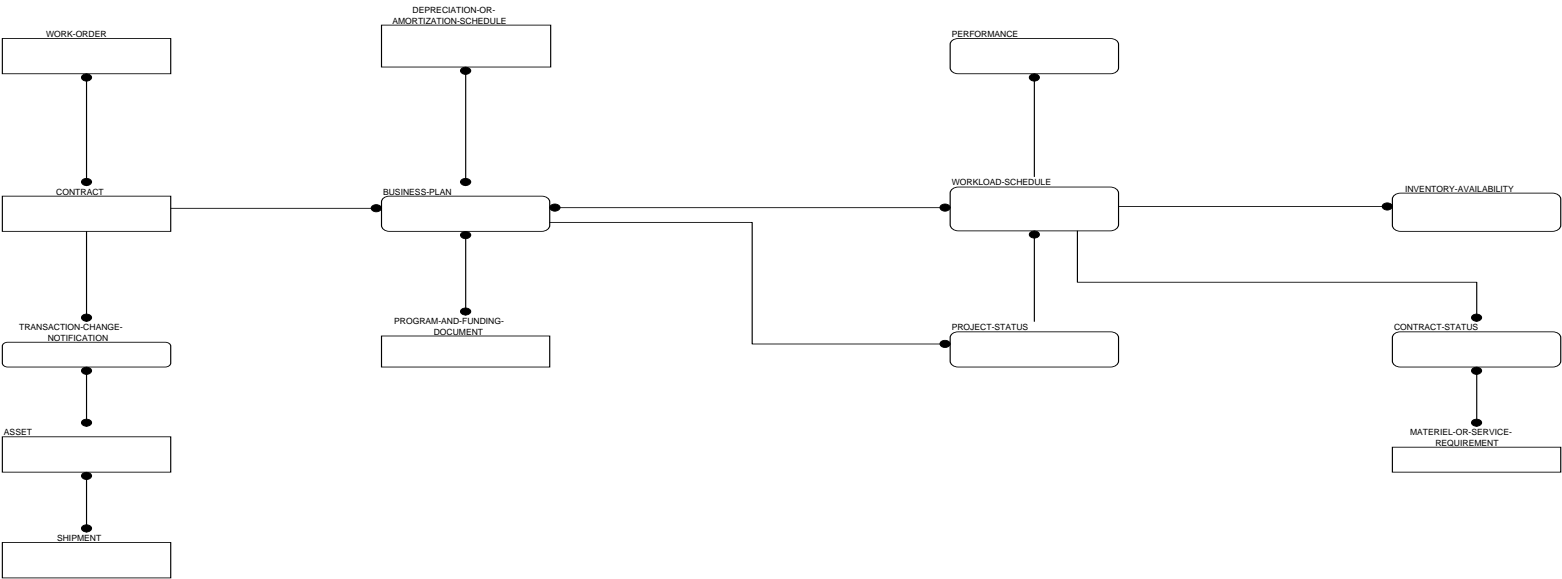 DEPRECIATION-OR-
AMORTIZATION-SCHEDULE
WORK-ORDER
PERFORMANCE
CONTRACT
BUSINESS-PLAN
WORKLOAD-SCHEDULE
INVENTORY-AVAILABILITY
TRANSACTION-CHANGE-
NOTIFICATION
PROGRAM-AND-FUNDING-
DOCUMENT
PROJECT-STATUS
CONTRACT-STATUS
ASSET
MATERIEL-OR-SERVICE-
REQUIREMENT
SHIPMENT